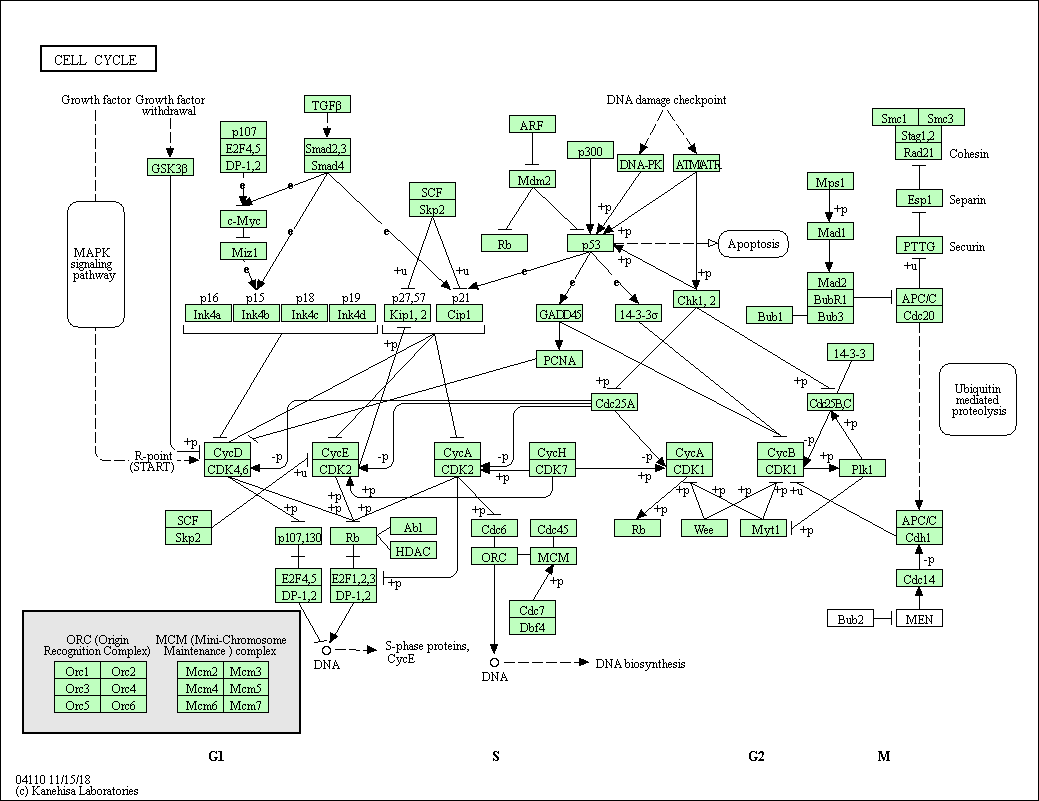 CELL CYCLE
Growth factor
Growth factor
withdrawal
TGFβ
DNA damage checkpoint
ARF
p300
Smc1
Smc3
Stag1,2
Rad21
Cohesin
p107
E2F4,5
DP-1,2
Smad2,3
Smad4
GSK3β
DNA-PK
ATM/ATR
Mdm2
Mps1
SCF
Skp2
Esp1
Separin
e
e
e
e
+p
+p
MAPK
signaling
pathway
c-Myc
Miz1
Rb
p53
Apoptosis
Mad1
PTTG
Securin
+p
+u
+u
e
e
e
+p
+u
Mad2
BubR1
Bub3
Bub1
APC/C
Cdc20
p16
p15
p18
p19
p27,57
p21
Ink4a
Ink4b
Ink4c
Ink4d
Kip1, 2
Cip1
GADD45
14-3-3σ
Chk1, 2
+p
PCNA
14-3-3
+p
+p
Cdc25A
Cdc25B,C
Ubiquitin
mediated
proteolysis
+p
R-point
(START)
+p
CycD
CDK4,6
-p
CycE
CDK2
-p
CycA
CDK2
-p
+p
CycH
CDK7
+p
CycA
CDK1
CycB
CDK1
-p
+p
Plk1
+u
+p
+p
+p
+p
+p
+p
+p
+p
+p
+u
SCF
Skp2
p107,130
Rb
Abl
HDAC
Cdc6
Cdc45
ORC
MCM
Rb
Wee
Myt1
+p
APC/C
Cdh1
-p
E2F4,5
DP-1,2
E2F1,2,3
DP-1,2
+p
+p
Cdc7
Dbf4
Cdc14
Bub2
MEN
ORC (Origin
Recognition Complex)
MCM (Mini-Chromosome
Maintenance ) complex
Orc1
Orc2
Mcm2
Mcm3
Orc3
Orc4
Mcm4
Mcm5
Orc5
Orc6
Mcm6
Mcm7
DNA
S-phase proteins,
CycE
DNA
DNA biosynthesis
G1
S
G2
M
04110 11/15/18
(c) Kanehisa Laboratories